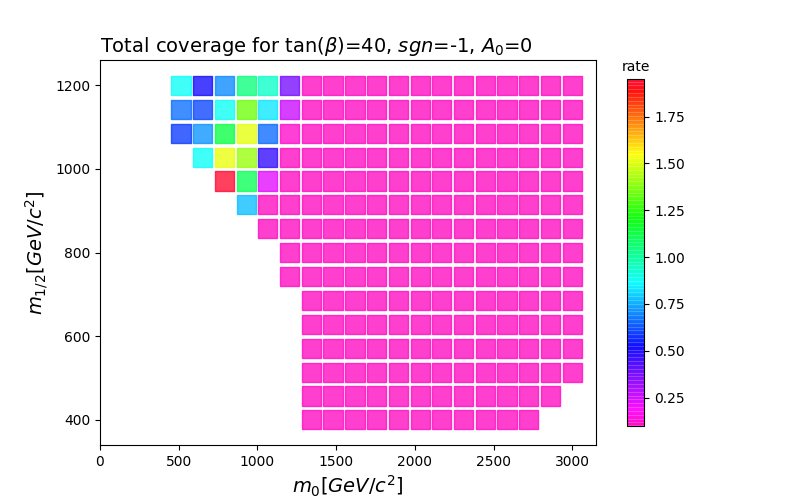 Total coverage for tan(β)=40, sgn=-1, A₀=0
rate
1200
1000
800
600
400
m₁/₂[GeV/c²]
0 500 1000 1500 2000 2500 3000
m₀[GeV/c²]
1.75
1.50
1.25
1.00
0.75
0.50
0.25